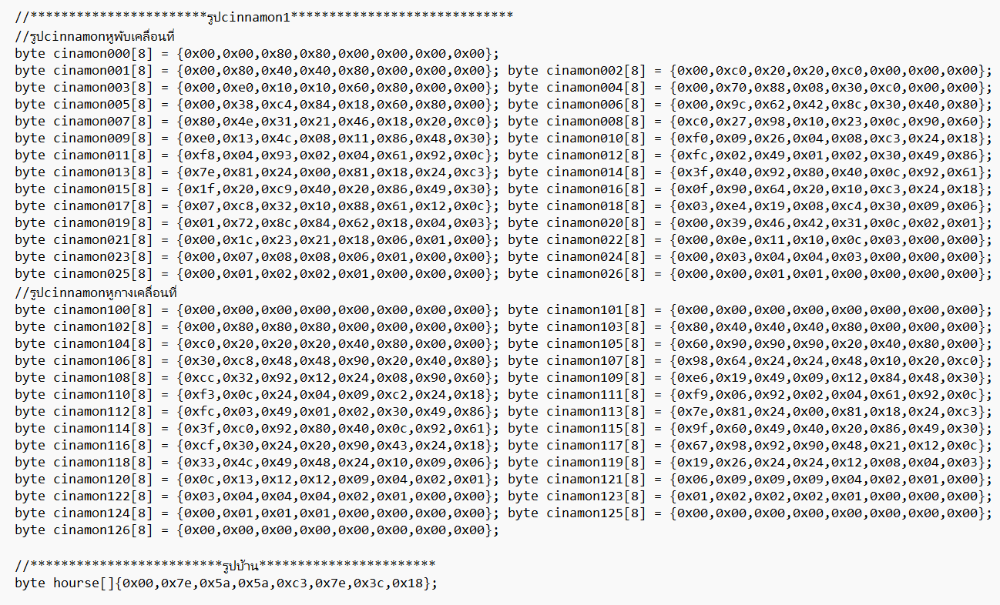 //***********************รูปcinnamon1*****************************
//รูปcinnamonหูพับเคลื่อนที่
byte cinamon000[8] = {0x00,0x00,0x80,0x80,0x00,0x00,0x00,0x00};
byte cinamon001[8] = {0x00,0x80,0x40,0x40,0x80,0x00,0x00,0x00}; byte cinamon002[8] = {0x00,0xc0,0x20,0x20,0xc0,0x00,0x00,0x00};
byte cinamon003[8] = {0x00,0xe0,0x10,0x10,0x60,0x80,0x00,0x00}; byte cinamon004[8] = {0x00,0x70,0x88,0x08,0x30,0xc0,0x00,0x00};
byte cinamon005[8] = {0x00,0x38,0xc4,0x84,0x18,0x60,0x80,0x00}; byte cinamon006[8] = {0x00,0x9c,0x62,0x42,0x8c,0x30,0x40,0x80};
byte cinamon007[8] = {0x80,0x4e,0x31,0x21,0x46,0x18,0x20,0xc0}; byte cinamon008[8] = {0xc0,0x27,0x98,0x10,0x23,0x0c,0x90,0x60};
byte cinamon009[8] = {0xe0,0x13,0x4c,0x08,0x11,0x86,0x48,0x30}; byte cinamon010[8] = {0xf0,0x09,0x26,0x04,0x08,0xc3,0x24,0x18};
byte cinamon011[8] = {0xf8,0x04,0x93,0x02,0x04,0x61,0x92,0x0c}; byte cinamon012[8] = {0xfc,0x02,0x49,0x01,0x02,0x30,0x49,0x86};
byte cinamon013[8] = {0x7e,0x81,0x24,0x00,0x81,0x18,0x24,0xc3}; byte cinamon014[8] = {0x3f,0x40,0x92,0x80,0x40,0x0c,0x92,0x61};
byte cinamon015[8] = {0x1f,0x20,0xc9,0x40,0x20,0x86,0x49,0x30}; byte cinamon016[8] = {0x0f,0x90,0x64,0x20,0x10,0xc3,0x24,0x18};
byte cinamon017[8] = {0x07,0xc8,0x32,0x10,0x88,0x61,0x12,0x0c}; byte cinamon018[8] = {0x03,0xe4,0x19,0x08,0xc4,0x30,0x09,0x06};
byte cinamon019[8] = {0x01,0x72,0x8c,0x84,0x62,0x18,0x04,0x03}; byte cinamon020[8] = {0x00,0x39,0x46,0x42,0x31,0x0c,0x02,0x01};
byte cinamon021[8] = {0x00,0x1c,0x23,0x21,0x18,0x06,0x01,0x00}; byte cinamon022[8] = {0x00,0x0e,0x11,0x10,0x0c,0x03,0x00,0x00};
byte cinamon023[8] = {0x00,0x07,0x08,0x08,0x06,0x01,0x00,0x00}; byte cinamon024[8] = {0x00,0x03,0x04,0x04,0x03,0x00,0x00,0x00};
byte cinamon025[8] = {0x00,0x01,0x02,0x02,0x01,0x00,0x00,0x00}; byte cinamon026[8] = {0x00,0x00,0x01,0x01,0x00,0x00,0x00,0x00};
//รูปcinnamonหูกางเคลื่อนที่
byte cinamon100[8] = {0x00,0x00,0x00,0x00,0x00,0x00,0x00,0x00}; byte cinamon101[8] = {0x00,0x00,0x00,0x00,0x00,0x00,0x00,0x00};
byte cinamon102[8] = {0x00,0x80,0x80,0x80,0x00,0x00,0x00,0x00}; byte cinamon103[8] = {0x80,0x40,0x40,0x40,0x80,0x00,0x00,0x00};
byte cinamon104[8] = {0xc0,0x20,0x20,0x20,0x40,0x80,0x00,0x00}; byte cinamon105[8] = {0x60,0x90,0x90,0x90,0x20,0x40,0x80,0x00};
byte cinamon106[8] = {0x30,0xc8,0x48,0x48,0x90,0x20,0x40,0x80}; byte cinamon107[8] = {0x98,0x64,0x24,0x24,0x48,0x10,0x20,0xc0};
byte cinamon108[8] = {0xcc,0x32,0x92,0x12,0x24,0x08,0x90,0x60}; byte cinamon109[8] = {0xe6,0x19,0x49,0x09,0x12,0x84,0x48,0x30};
byte cinamon110[8] = {0xf3,0x0c,0x24,0x04,0x09,0xc2,0x24,0x18}; byte cinamon111[8] = {0xf9,0x06,0x92,0x02,0x04,0x61,0x92,0x0c};
byte cinamon112[8] = {0xfc,0x03,0x49,0x01,0x02,0x30,0x49,0x86}; byte cinamon113[8] = {0x7e,0x81,0x24,0x00,0x81,0x18,0x24,0xc3};
byte cinamon114[8] = {0x3f,0xc0,0x92,0x80,0x40,0x0c,0x92,0x61}; byte cinamon115[8] = {0x9f,0x60,0x49,0x40,0x20,0x86,0x49,0x30};
byte cinamon116[8] = {0xcf,0x30,0x24,0x20,0x90,0x43,0x24,0x18}; byte cinamon117[8] = {0x67,0x98,0x92,0x90,0x48,0x21,0x12,0x0c};
byte cinamon118[8] = {0x33,0x4c,0x49,0x48,0x24,0x10,0x09,0x06}; byte cinamon119[8] = {0x19,0x26,0x24,0x24,0x12,0x08,0x04,0x03};
byte cinamon120[8] = {0x0c,0x13,0x12,0x12,0x09,0x04,0x02,0x01}; byte cinamon121[8] = {0x06,0x09,0x09,0x09,0x04,0x02,0x01,0x00};
byte cinamon122[8] = {0x03,0x04,0x04,0x04,0x02,0x01,0x00,0x00}; byte cinamon123[8] = {0x01,0x02,0x02,0x02,0x01,0x00,0x00,0x00};
byte cinamon124[8] = {0x00,0x01,0x01,0x01,0x00,0x00,0x00,0x00}; byte cinamon125[8] = {0x00,0x00,0x00,0x00,0x00,0x00,0x00,0x00};
byte cinamon126[8] = {0x00,0x00,0x00,0x00,0x00,0x00,0x00,0x00};
//*************************รูปบ้าน***********************
byte hourse[]{0x00,0x7e,0x5a,0x5a,0xc3,0x7e,0x3c,0x18};